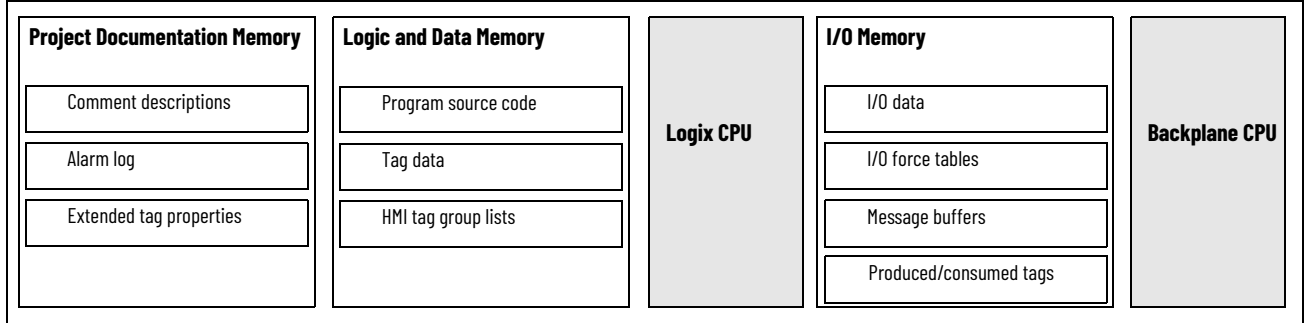 Project Documentation Memory
Comment descriptions
Alarm log
Extended tag properties
Logic and Data Memory
Program source code
Tag data
HMI tag group lists
Logix CPU
I/O Memory
I/O data
I/O force tables
Message buffers
Produced/consumed tags
Backplane CPU